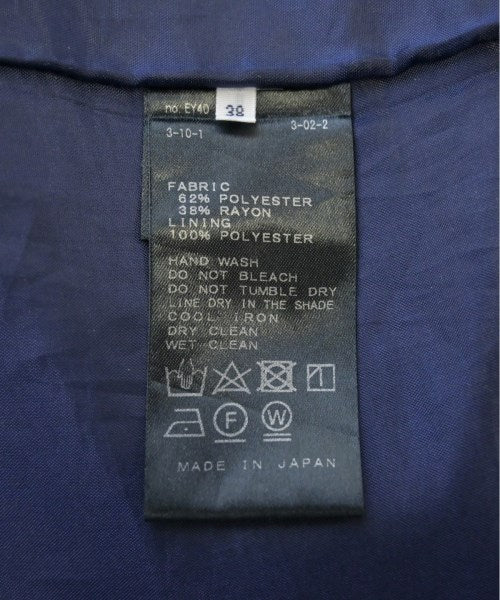 no. EY40 38
3-10-1 3-02-2
FABRIC
62% POLYESTER
38% RAYON
LINING
100% POLYESTER
HAND WASH
DO NOT BLEACH
DO NOT TUMBLE DRY
LINE DRY IN THE SHADE
COOL IRON
DRY CLEAN
WET CLEAN
F W
MADE IN JAPAN